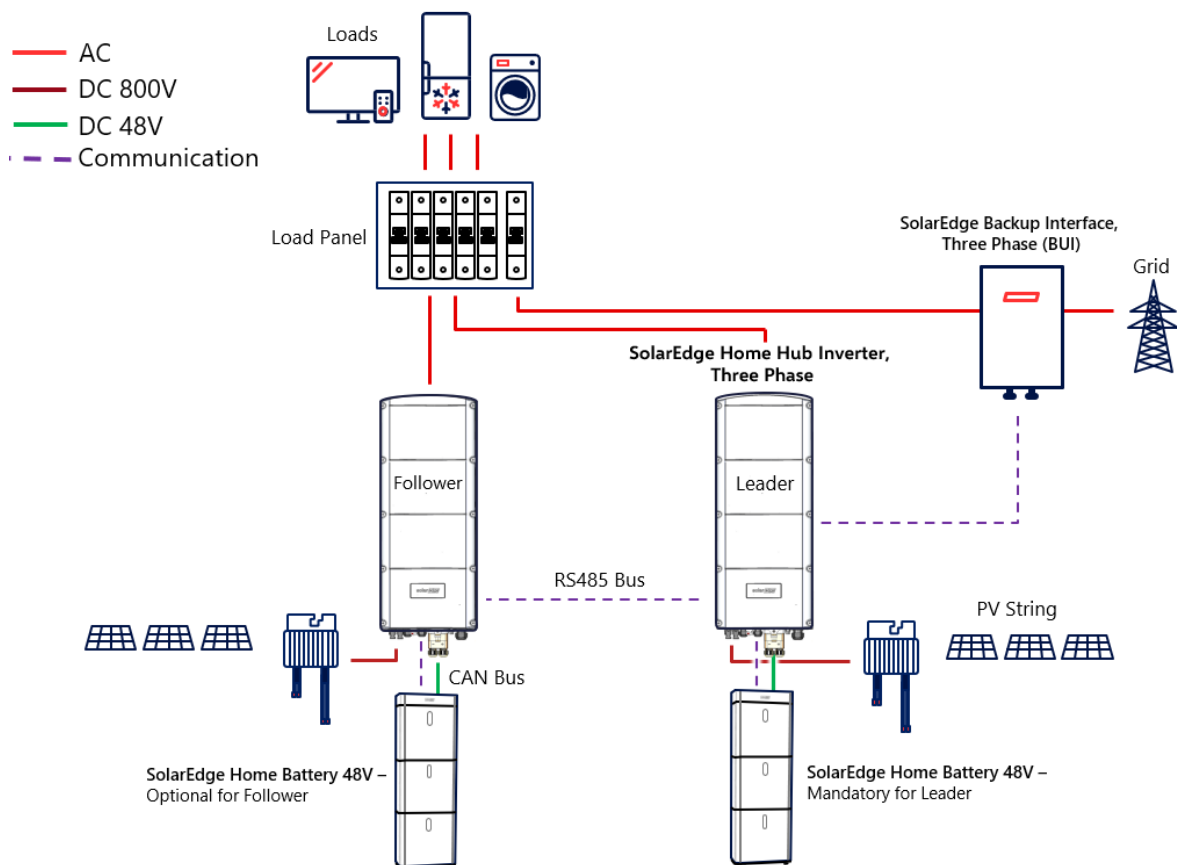 AC
DC 800V
DC 48V
Communication
Loads
Load Panel
SolarEdge Backup Interface,
Three Phase (BUI)
Grid
SolarEdge Home Hub Inverter,
Three Phase
Follower
Leader
RS485 Bus
PV String
CAN Bus
SolarEdge Home Battery 48V –
Optional for Follower
SolarEdge Home Battery 48V –
Mandatory for Leader